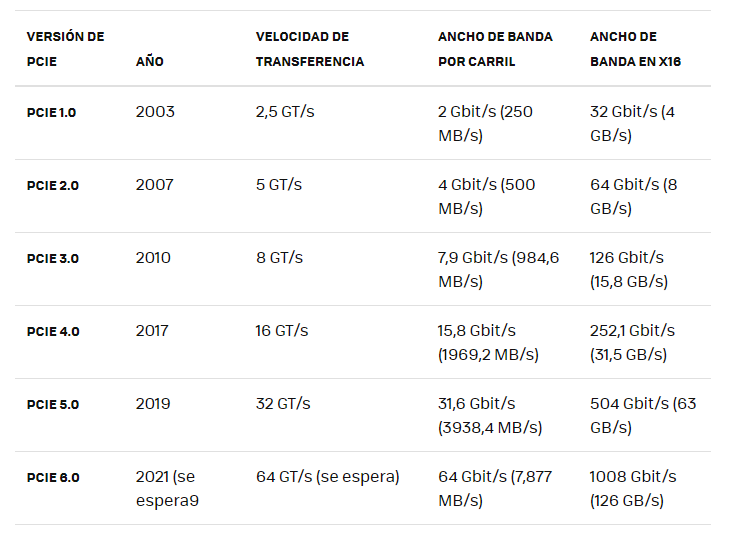 VERSIÓN DE PCIE AÑO VELOCIDAD DE TRANSFERENCIA ANCHO DE BANDA POR CARRIL ANCHO DE BANDA EN X16
PCIE 1.0 2003 2,5 GT/s 2 Gbit/s (250 MB/s) 32 Gbit/s (4 GB/s)
PCIE 2.0 2007 5 GT/s 4 Gbit/s (500 MB/s) 64 Gbit/s (8 GB/s)
PCIE 3.0 2010 8 GT/s 7,9 Gbit/s (984,6 MB/s) 126 Gbit/s (15,8 GB/s)
PCIE 4.0 2017 16 GT/s 15,8 Gbit/s (1969,2 MB/s) 252,1 Gbit/s (31,5 GB/s)
PCIE 5.0 2019 32 GT/s 31,6 Gbit/s (3938,4 MB/s) 504 Gbit/s (63 GB/s)
PCIE 6.0 2021 (se espera9 64 GT/s (se espera) 64 Gbit/s (7,877 MB/s) 1008 Gbit/s (126 GB/s)